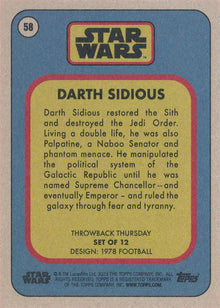 58
STAR
WARS
DARTH SIDIOUS
Darth Sidious restored the Sith
and destroyed the Jedi Order.
Living a double life, he was also
Palpatine, a Naboo Senator and
phantom menace. He manipulated
the political system of the
Galactic Republic until he was
named Supreme Chancellor—and
eventually Emperor – and ruled the
galaxy through fear and tyranny.
THROWBACK THURSDAY
SET OF 12
DESIGN: 1978 FOOTBALL
STAR
WARS
TOPPS